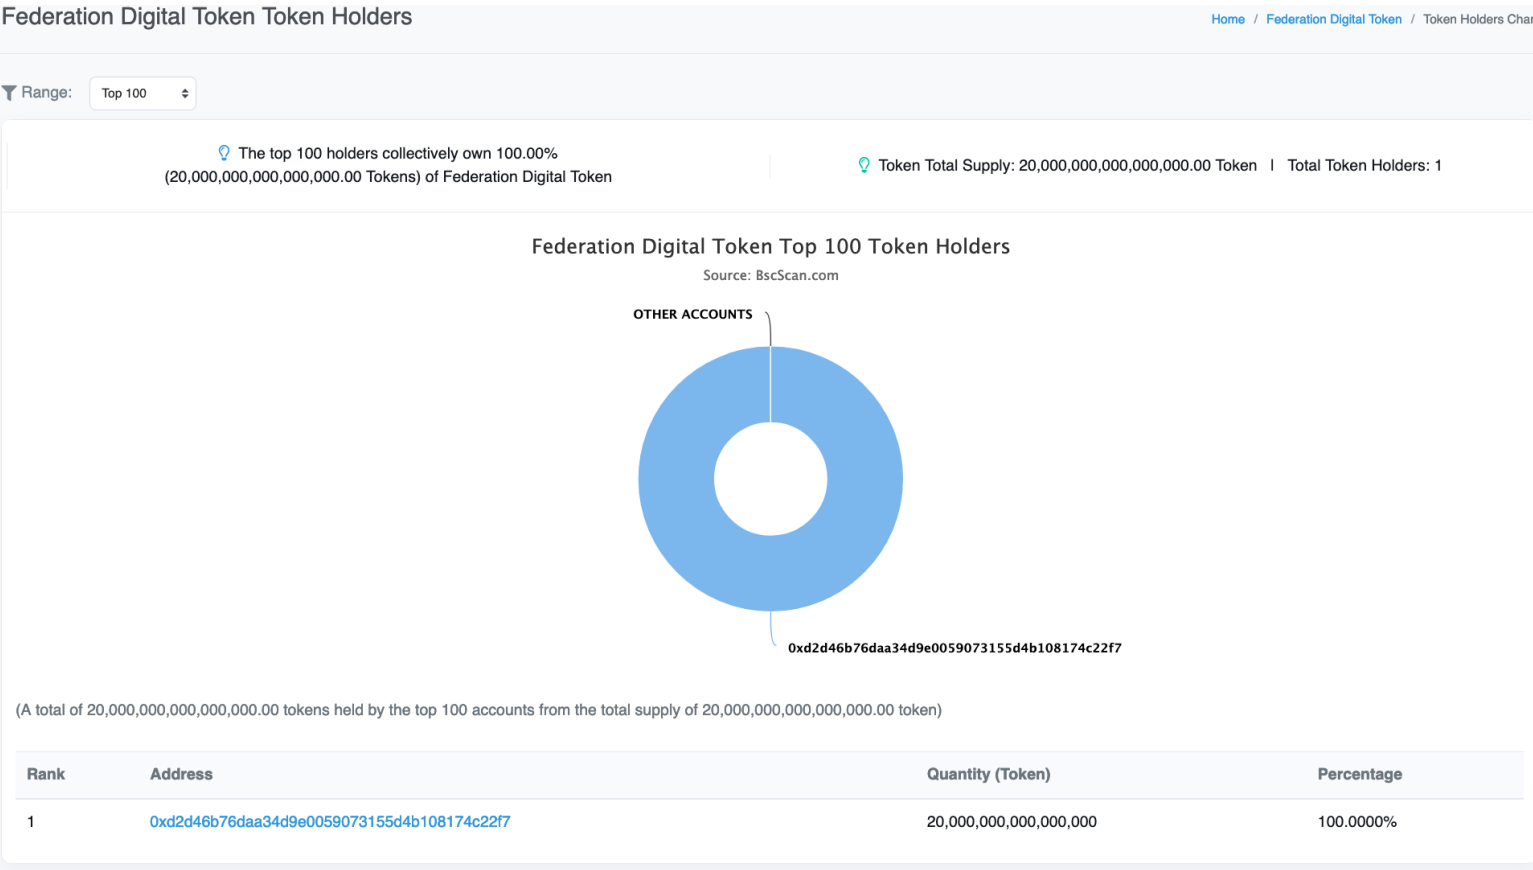 Federation Digital Token Token Holders
Home / Federation Digital Token / Token Holders Char
Range: Top 100
The top 100 holders collectively own 100.00%
(20,000,000,000,000,000.00 Tokens) of Federation Digital Token
Token Total Supply: 20,000,000,000,000,000.00 Token | Total Token Holders: 1
Federation Digital Token Top 100 Token Holders
Source: BscScan.com
OTHER ACCOUNTS
0xd2d46b76daa34d9e0059073155d4b108174c22f7
(A total of 20,000,000,000,000,000.00 tokens held by the top 100 accounts from the total supply of 20,000,000,000,000,000.00 token)
Rank Address Quantity (Token) Percentage
1 0xd2d46b76daa34d9e0059073155d4b108174c22f7 20,000,000,000,000,000 100.0000%